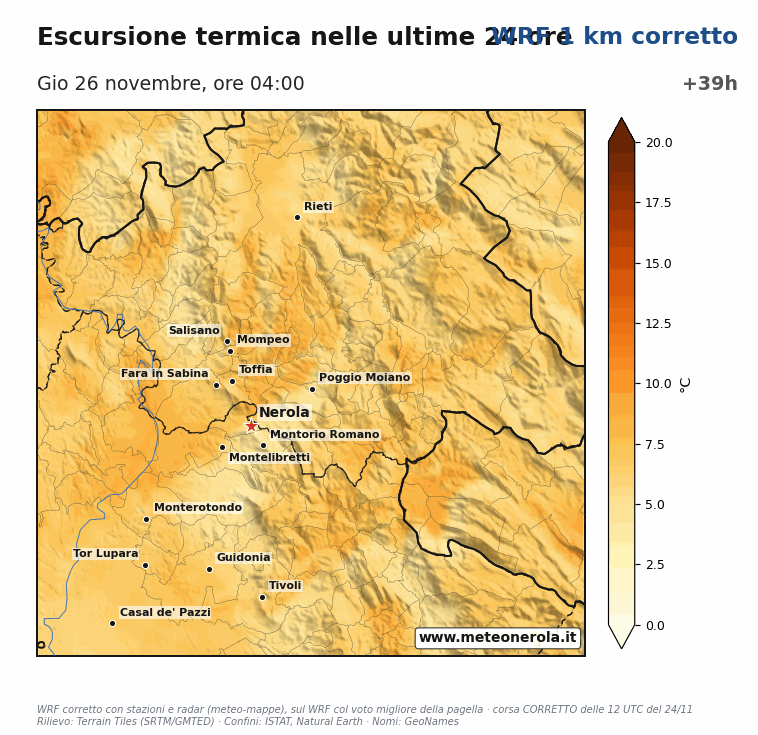 Escursione termica nelle ultime 24 ore
WRF 1 km corretto
Gio 26 novembre, ore 04:00
+39h
Rieti
Salisano
Mompeo
Toffia
Fara in Sabina
Poggio Moiano
Nerola
Montorio Romano
Montelibretti
Monterotondo
Tor Lupara
Guidonia
Tivoli
Casal de' Pazzi
www.meteonerola.it
20.0
17.5
15.0
12.5
10.0
7.5
5.0
2.5
0.0
°C
WRF corretto con stazioni e radar (meteo-mappe), sul WRF col voto migliore della pagella · corsa CORRETTO delle 12 UTC del 24/11
Rilievo: Terrain Tiles (SRTM/GMTED) · Confini: ISTAT, Natural Earth · Nomi: GeoNames